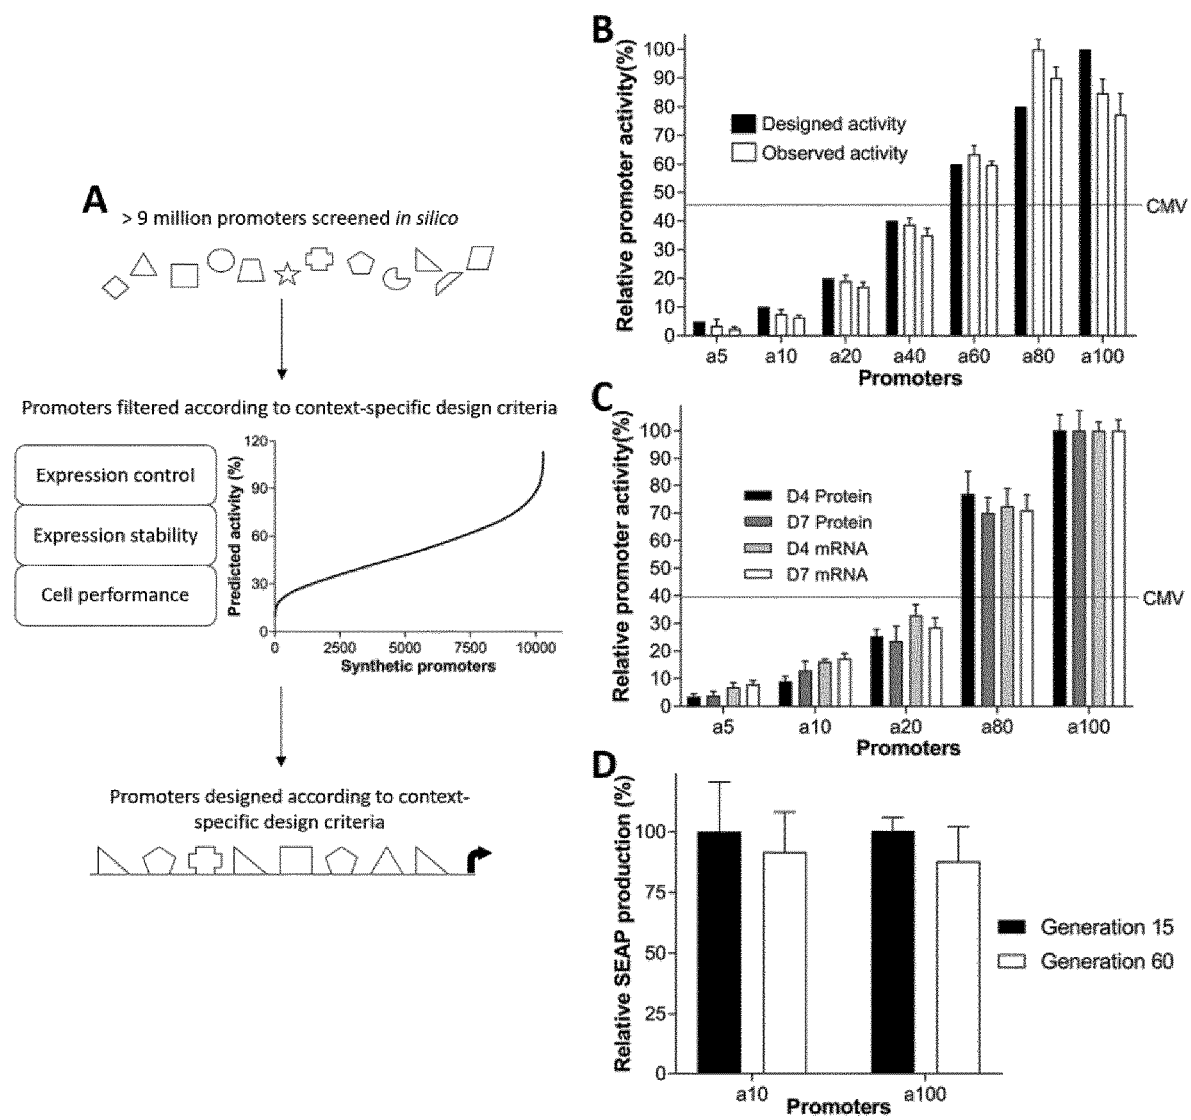 A
> 9 million promoters screened in silico
Promoters filtered according to context-specific design criteria
Expression control
Expression stability
Cell performance
Predicted activity (%)
120
90
60
30
0
0 2500 5000 7500 10000
Synthetic promoters
Promoters designed according to context-
specific design criteria
B
Relative promoter activity(%)
100
90
80
70
60
50
40
30
20
10
0
Designed activity
Observed activity
CMV
a5 a10 a20 a40 a60 a80 a100
Promoters
C
Relative promoter activity(%)
100
90
80
70
60
50
40
30
20
10
0
D4 Protein
D7 Protein
D4 mRNA
D7 mRNA
CMV
a5 a10 a20 a80 a100
Promoters
D
Relative SEAP production (%)
100
75
50
25
0
Generation 15
Generation 60
a10 a100
Promoters